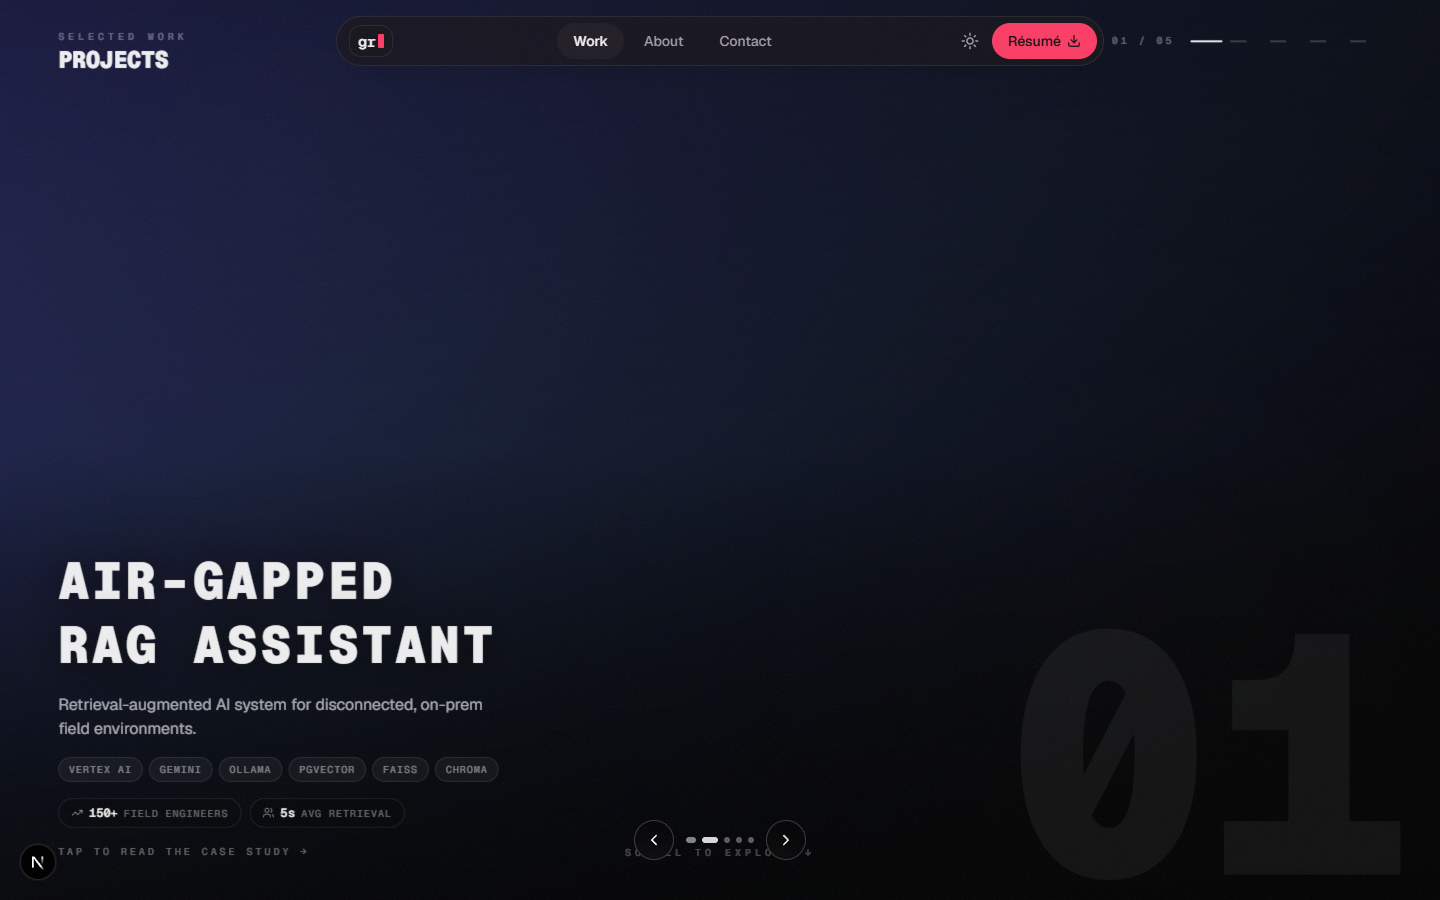 SELECTED WORK
PROJECTS
gr
Work
About
Contact
Résumé
01 / 05
AIR-GAPPED
RAG ASSISTANT
Retrieval-augmented AI system for disconnected, on-prem
field environments.
VERTEX AI
GEMINI
OLLAMA
PGVECTOR
FAISS
CHROMA
150+ FIELD ENGINEERS
5s AVG RETRIEVAL
TAP TO READ THE CASE STUDY →
TO
N
01